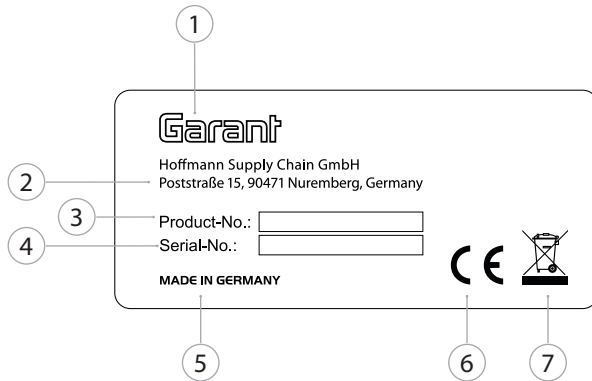 1
Garant
Hoffmann Supply Chain GmbH
2
Poststraße 15, 90471 Nuremberg, Germany
3
Product-No.:
4
Serial-No.:
MADE IN GERMANY
CE
5
6
7